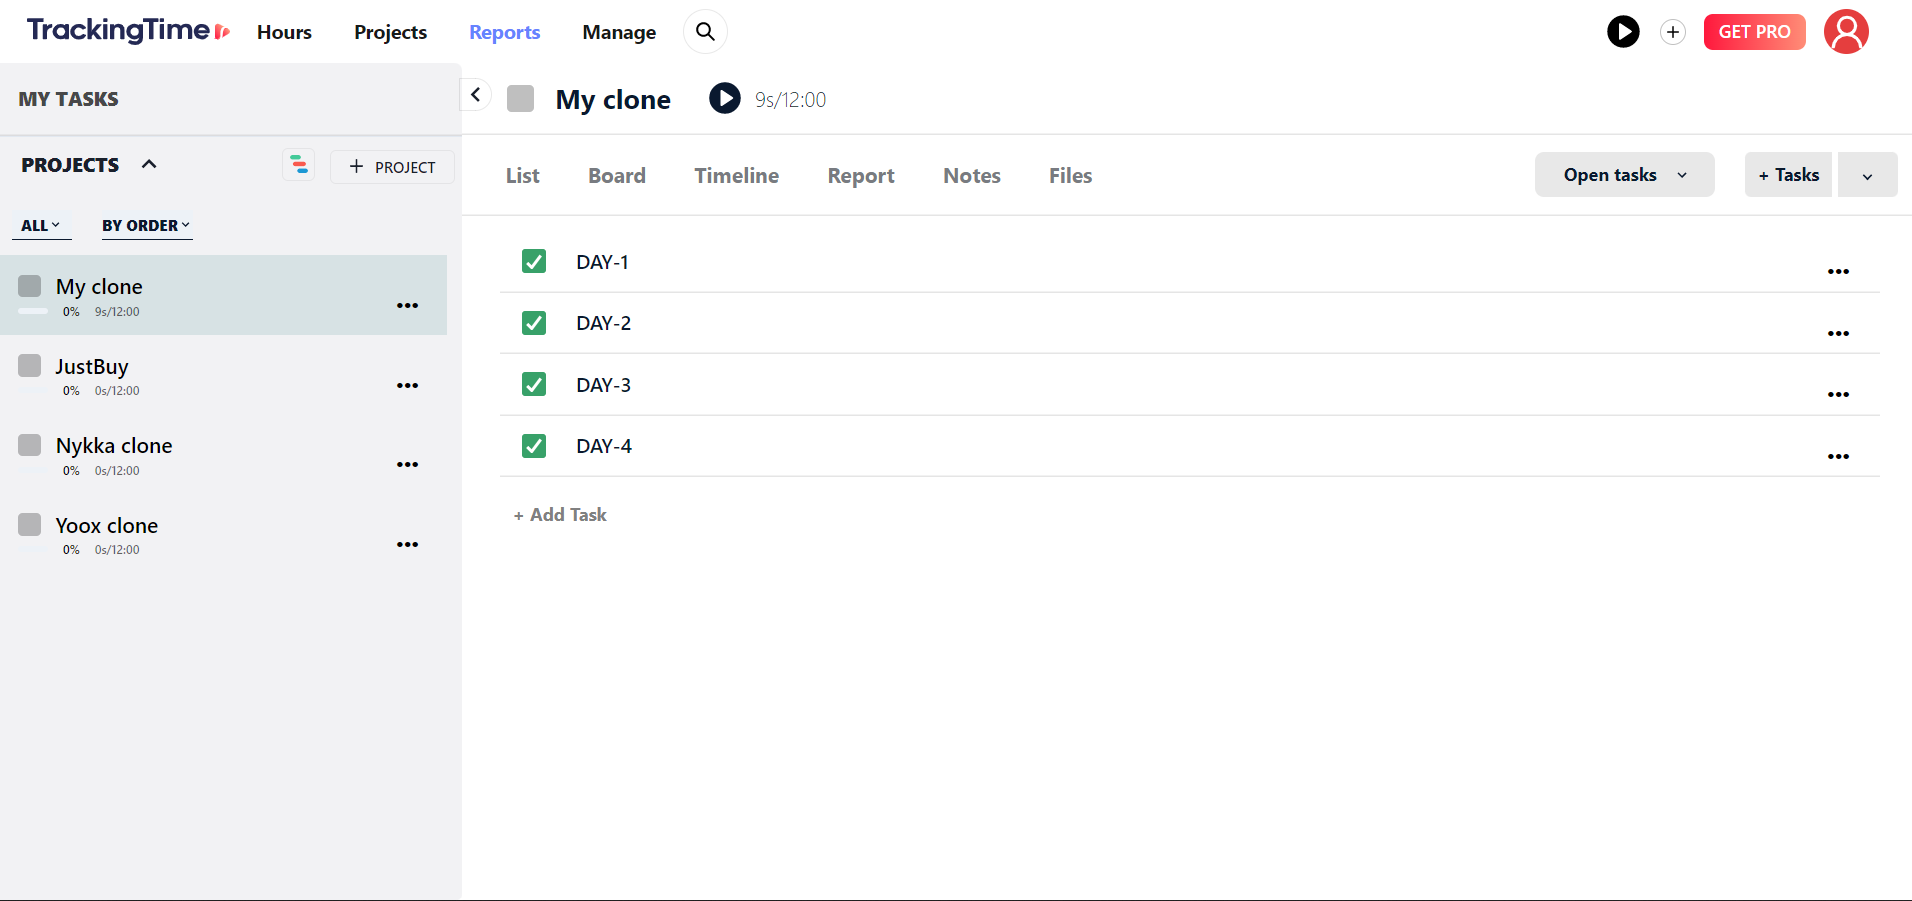 TrackingTime Hours Projects Reports Manage GET PRO
MY TASKS
PROJECTS + PROJECT
ALL BY ORDER
My clone
0% 9s/12:00
JustBuy
0% 0s/12:00
Nykka clone
0% 0s/12:00
Yoox clone
0% 0s/12:00
My clone 9s/12:00
List Board Timeline Report Notes Files Open tasks + Tasks
DAY-1
DAY-2
DAY-3
DAY-4
+ Add Task